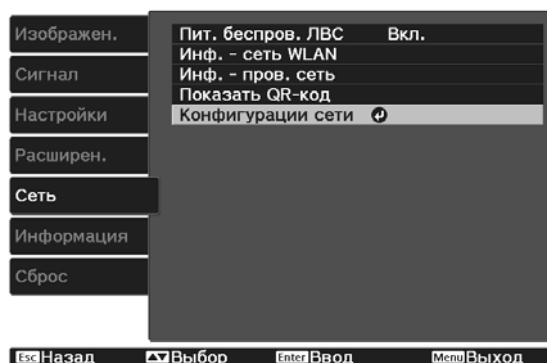 Изображен.
Сигнал
Настройки
Расширен.
Сеть
Информация
Сброс
Пит. беспров. ЛВС Вкл.
Инф. - сеть WLAN
Инф. - пров. сеть
Показать QR-код
Конфигурации сети
Esc Назад Выбор Enter Ввод Menu Выход